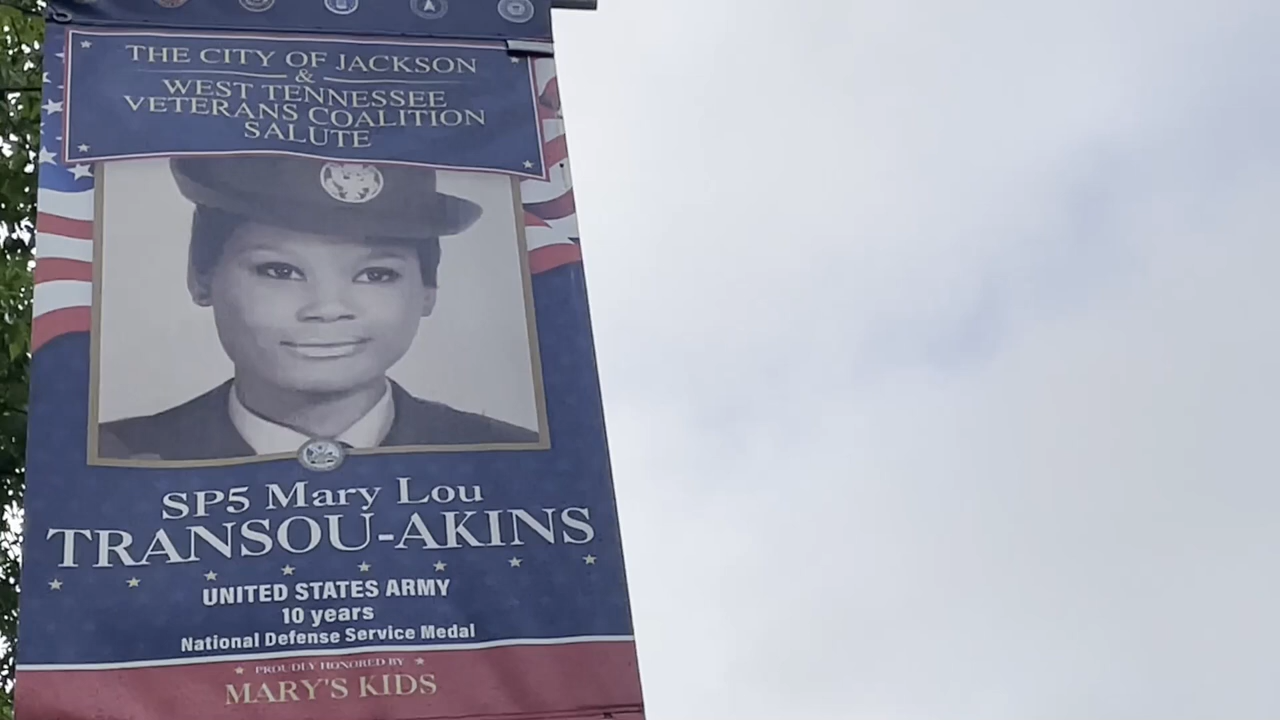 THE CITY OF JACKSON
&
WEST TENNESSEE
VETERANS COALITION
SALUTE
SP5 Mary Lou
TRANSOU-AKINS
UNITED STATES ARMY
10 years
National Defense Service Medal
PROUDLY HONORED BY
MARY'S KIDS